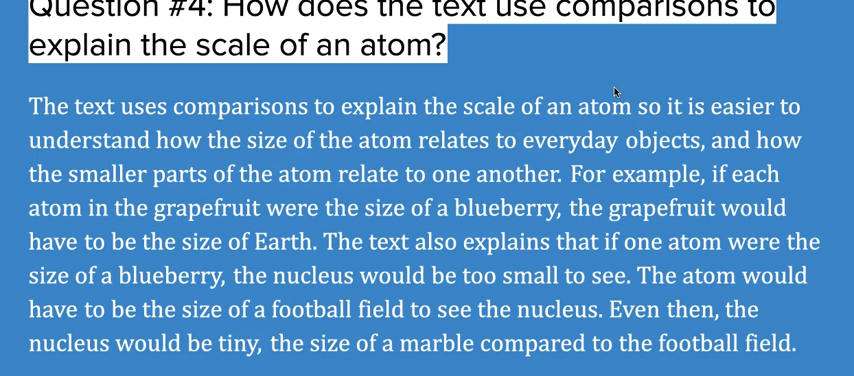 Question #4: How does the text use comparisons to
explain the scale of an atom?
The text uses comparisons to explain the scale of an atom so it is easier to
understand how the size of the atom relates to everyday objects, and how
the smaller parts of the atom relate to one another. For example, if each
atom in the grapefruit were the size of a blueberry, the grapefruit would
have to be the size of Earth. The text also explains that if one atom were the
size of a blueberry, the nucleus would be too small to see. The atom would
have to be the size of a football field to see the nucleus. Even then, the
nucleus would be tiny, the size of a marble compared to the football field.